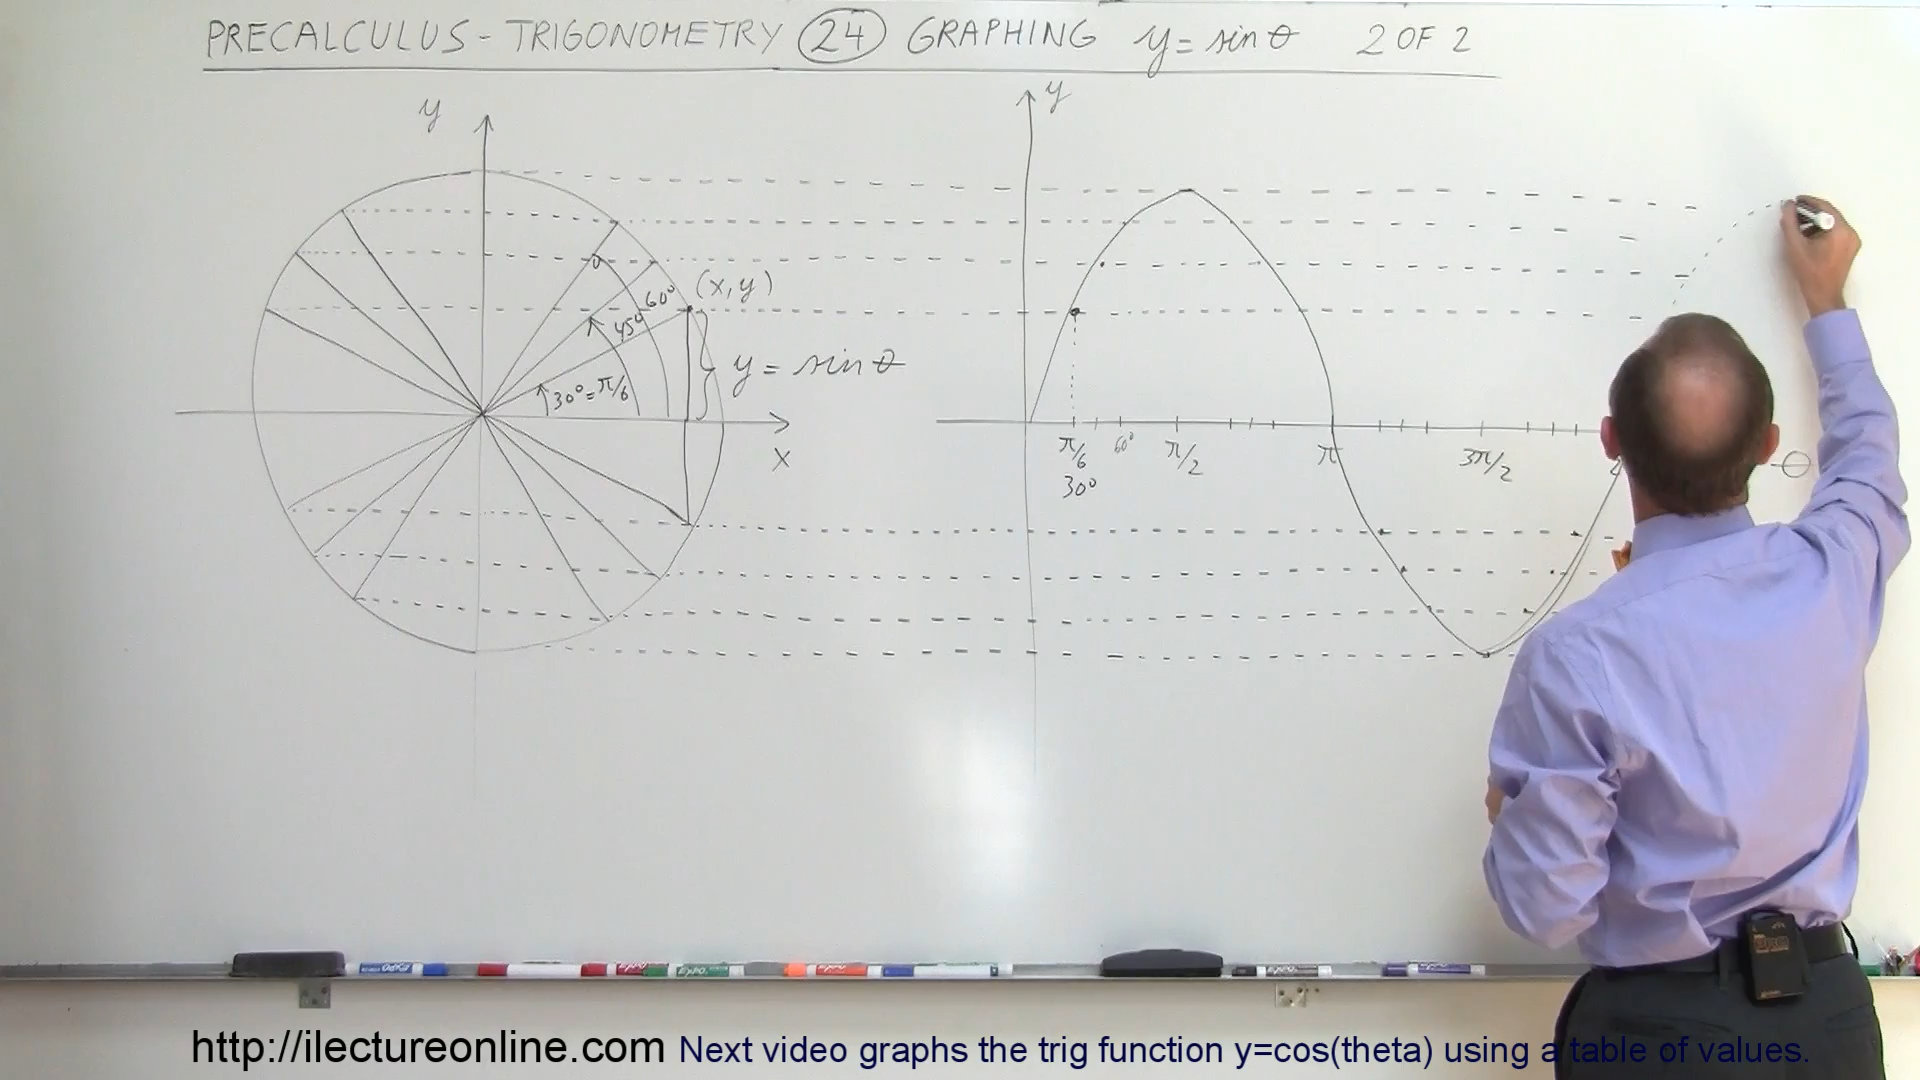 PRECALCULUS - TRIGONOMETRY 24 GRAPHING y = sin θ 2 OF 2
y
y
(x, y)
60°
45°
y = sin θ
30° = π/6
x
π/6 60° π/2 π 3π/2 θ
30°
http://ilectureonline.com Next video graphs the trig function y=cos(theta) using a table of values.